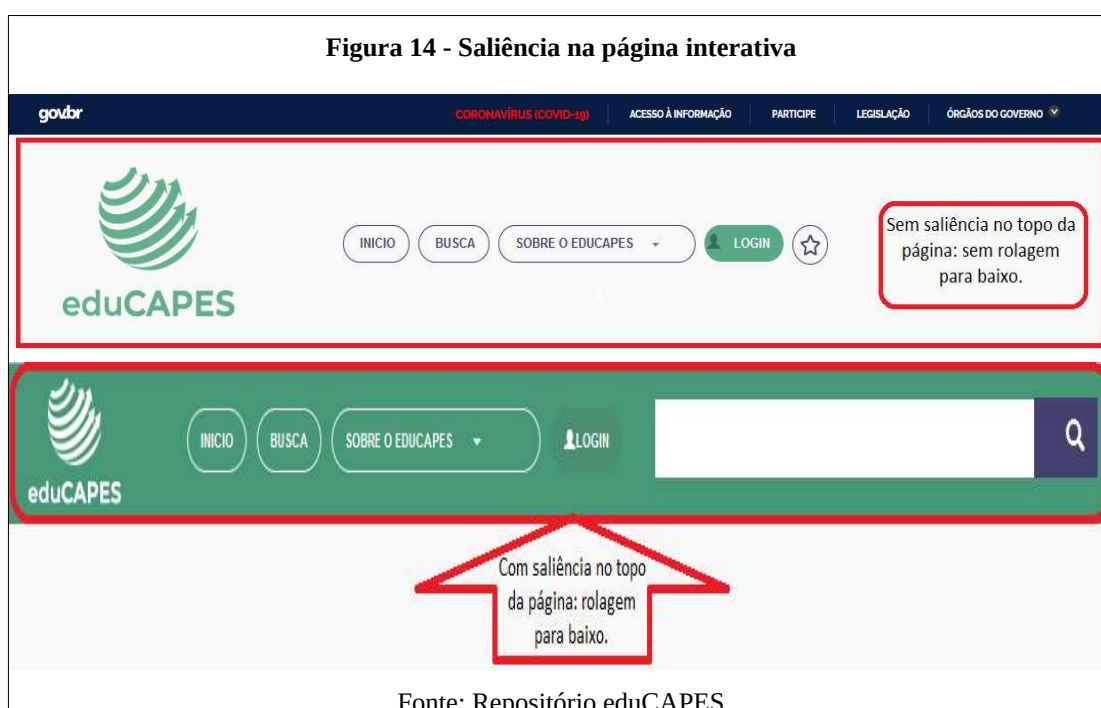 Figura 14 - Saliência na página interativa
gov.br
CORONAVÍRUS (COVID-19)
ACESSO À INFORMAÇÃO
PARTICIPE
LEGISLAÇÃO
ÓRGÃOS DO GOVERNO
eduCAPES
INICIO
BUSCA
SOBRE O EDUCAPES
LOGIN
Sem saliência no topo da
página: sem rolagem
para baixo.
eduCAPES
INICIO
BUSCA
SOBRE O EDUCAPES
LOGIN
Com saliência no topo
da página: rolagem
para baixo.
Fonte: Repositório eduCAPES